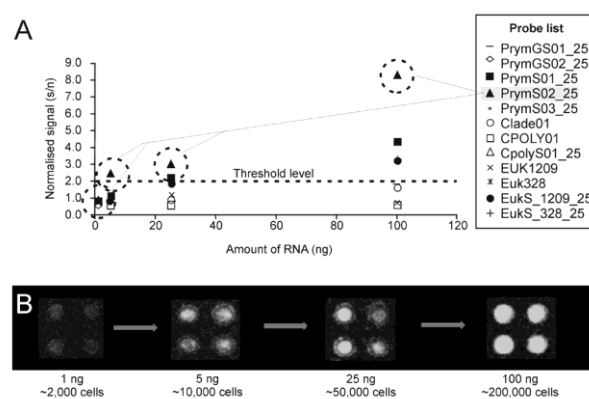 A
Normalised signal (s/n)
9.0
8.0
7.0
6.0
5.0
4.0
3.0
2.0
1.0
0.0
Threshold level
0 20 40 60 80 100 120
Amount of RNA (ng)
Probe list
PrymGS01_25
PrymGS02_25
PrymS01_25
PrymS02_25
PrymS03_25
Clade01
CPOLY01
CpolyS01_25
EUK1209
Euk328
EukS_1209_25
EukS_328_25
B
1 ng 5 ng 25 ng 100 ng
~2,000 cells ~10,000 cells ~50,000 cells ~200,000 cells